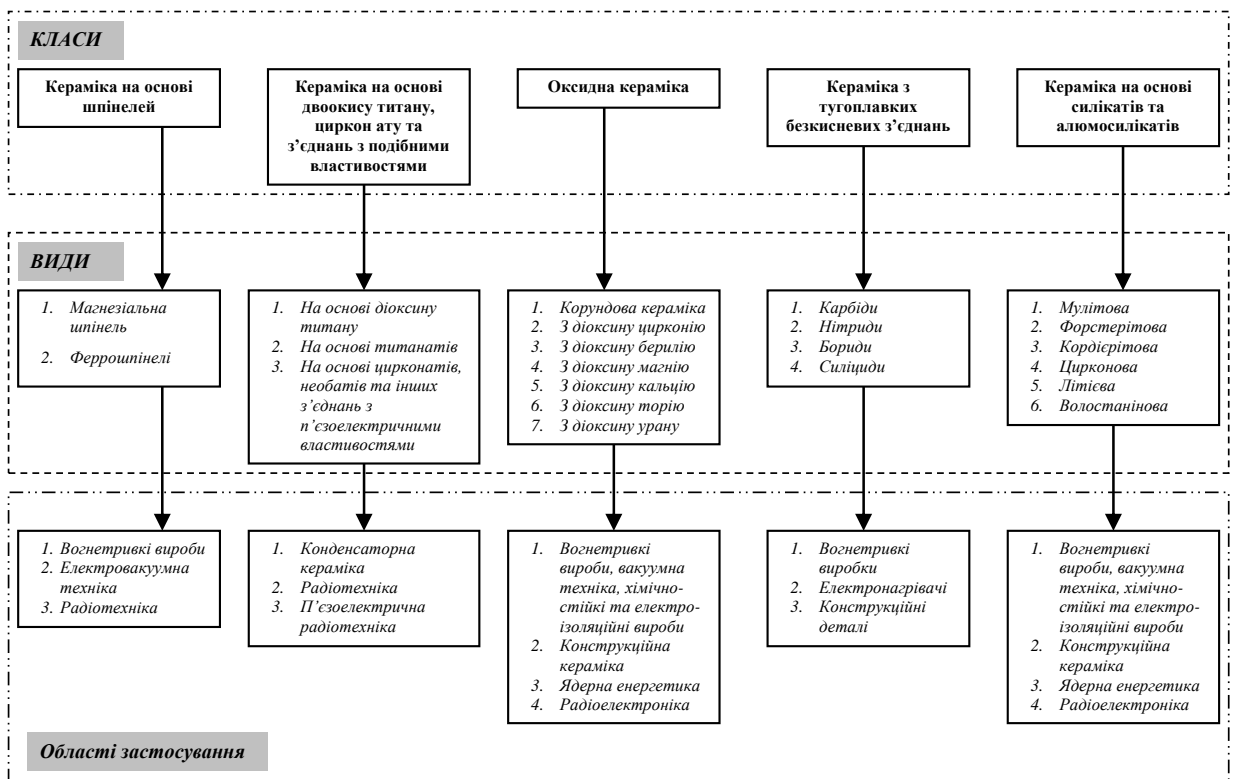 КЛАСИ
Кераміка на основі
шпінелей
Кераміка на основі
двоокису титану,
циркон ату та
з’єднань з подібними
властивостями
Оксидна кераміка
Кераміка з
тугоплавких
безкисневих з’єднань
Кераміка на основі
силікатів та
алюмосилікатів
ВИДИ
1. Магнезіальна
шпінель
2. Феррошпінелі
1. На основі діоксину
титану
2. На основі титанатів
3. На основі цирконатів,
необатів та інших
з’єднань з
п’єзоелектричними
властивостями
1. Корундова кераміка
2. З діоксину цирконію
3. З діоксину берилію
4. З діоксину магнію
5. З діоксину кальцію
6. З діоксину торію
7. З діоксину урану
1. Карбіди
2. Нітриди
3. Бориди
4. Силіциди
1. Мулітова
2. Форстерітова
3. Кордієрітова
4. Цирконова
5. Літієва
6. Волостанінова
1. Вогнетривкі вироби
2. Електровакуумна
техніка
3. Радіотехніка
1. Конденсаторна
кераміка
2. Радіотехніка
3. П’єзоелектрична
радіотехніка
1. Вогнетривкі
вироби, вакуумна
техніка, хімічно-
стійкі та електро-
ізоляційні вироби
2. Конструкційна
кераміка
3. Ядерна енергетика
4. Радіоелектроніка
1. Вогнетривкі
виробки
2. Електронагрівачі
3. Конструкційні
деталі
1. Вогнетривкі
вироби, вакуумна
техніка, хімічно-
стійкі та електро-
ізоляційні вироби
2. Конструкційна
кераміка
3. Ядерна енергетика
4. Радіоелектроніка
Області застосування